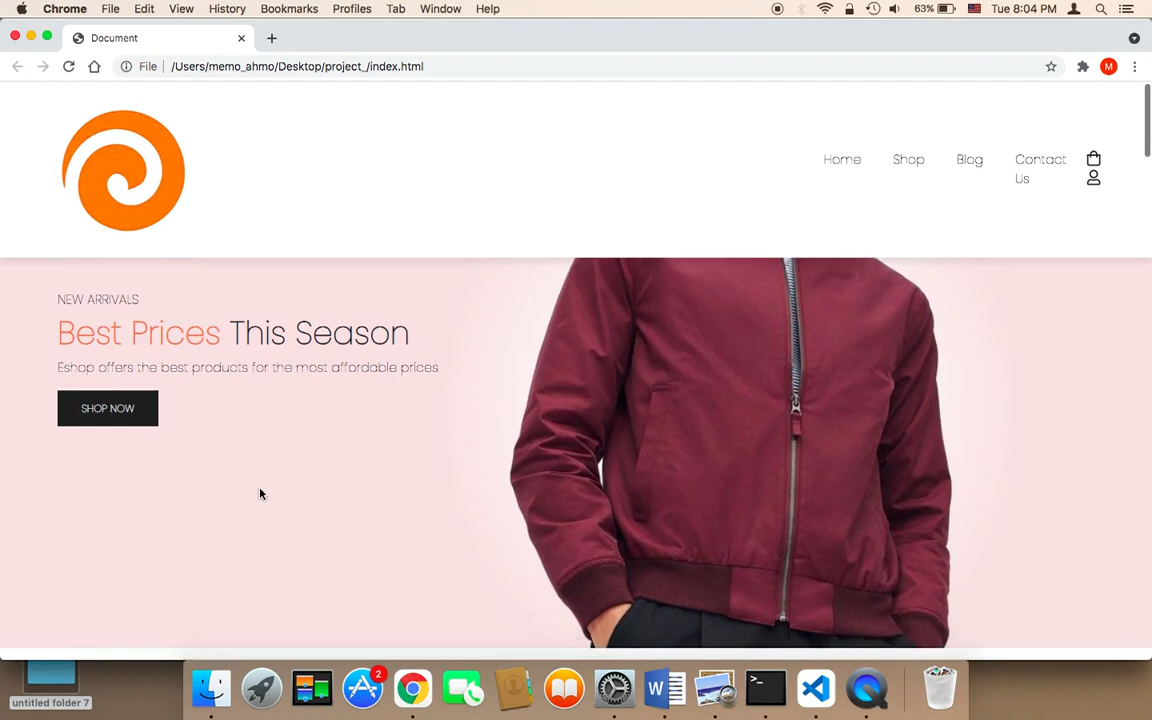 Chrome File Edit View History Bookmarks Profiles Tab Window Help 63% Tue 8:04 PM
Document
File /Users/memo_ahmo/Desktop/project_/index.html M
Home Shop Blog Contact Us
NEW ARRIVALS
Best Prices This Season
Eshop offers the best products for the most affordable prices
SHOP NOW
2
untitled folder 7